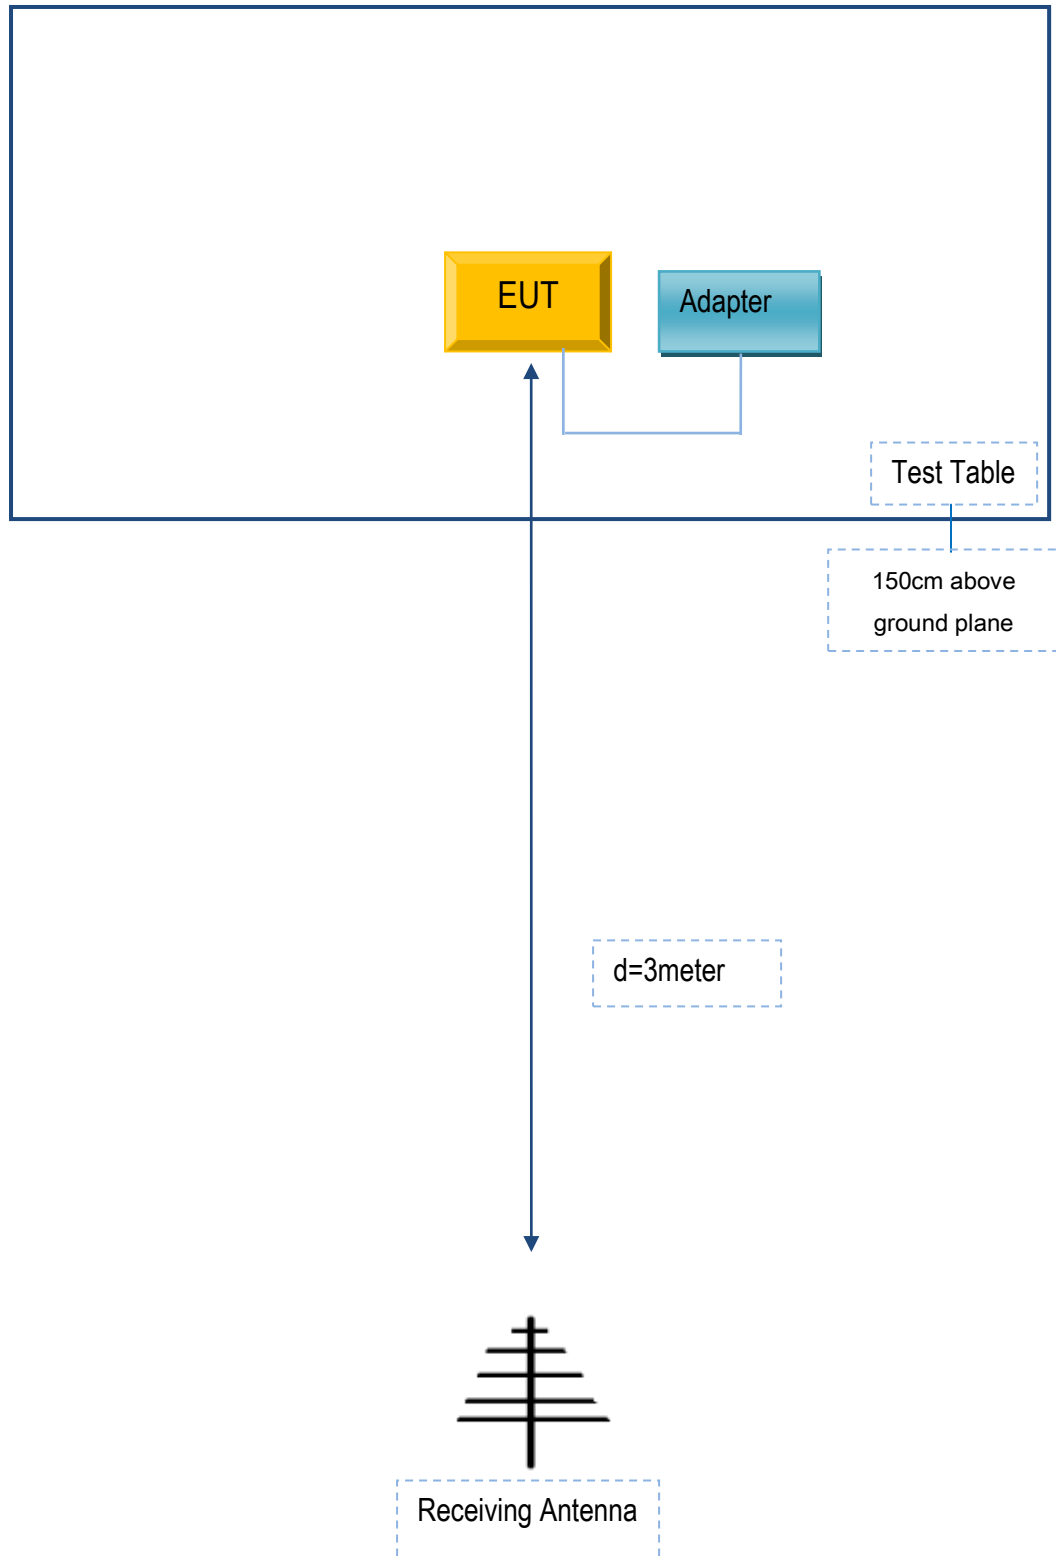 EUT
Adapter
Test Table
150cm above
ground plane
d=3meter
Receiving Antenna